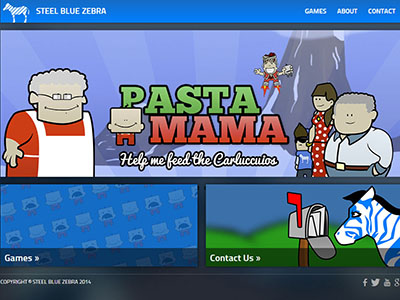 STEEL BLUE ZEBRA
GAMES ABOUT CONTACT
PASTA
MAMA
Help me feed the Carluccuios
Games »
Contact Us »
COPYRIGHT © STEEL BLUE ZEBRA 2014